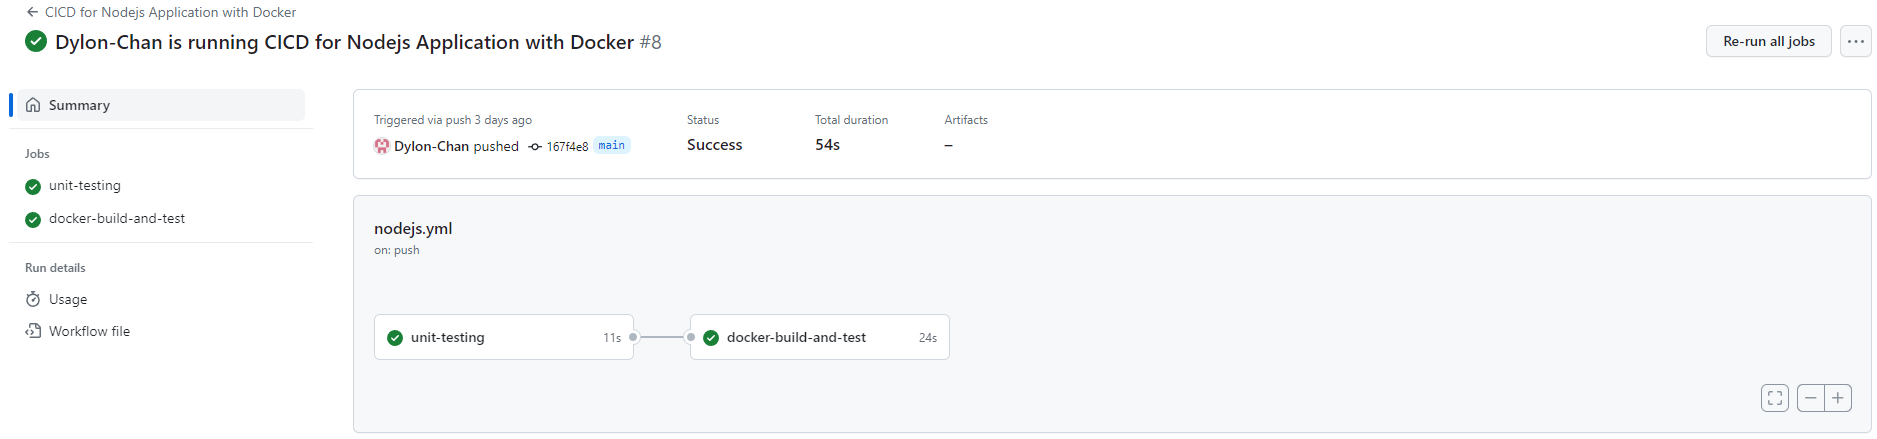 CICD for Nodejs Application with Docker
Dylon-Chan is running CICD for Nodejs Application with Docker #8
Re-run all jobs
Summary
Jobs
unit-testing
docker-build-and-test
Run details
Usage
Workflow file
Triggered via push 3 days ago
Dylon-Chan pushed 167f4e8 main
Status
Success
Total duration
54s
Artifacts
–
nodejs.yml
on: push
unit-testing 11s
docker-build-and-test 24s